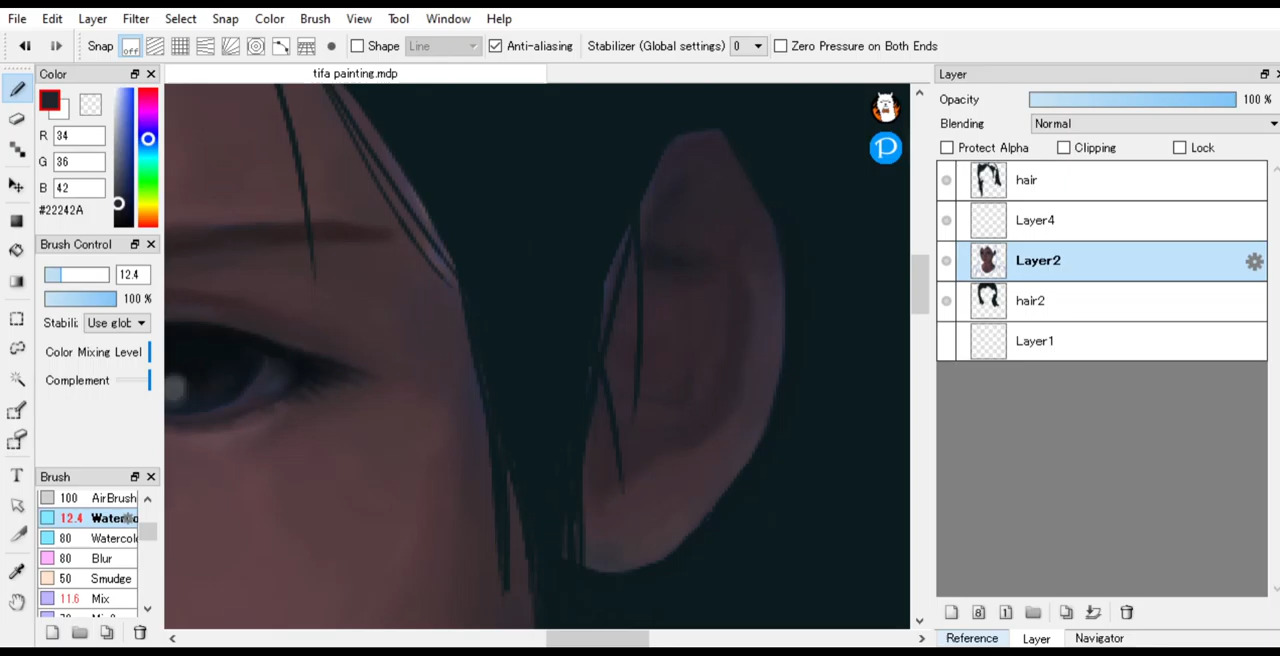 File Edit Layer Filter Select Snap Color Brush View Tool Window Help
Snap off Shape Line Anti-aliasing Stabilizer (Global settings) 0 Zero Pressure on Both Ends
Color
tifa painting.mdp
Layer
R 34
G 36
B 42
#22242A
Opacity 100 %
Blending Normal
Protect Alpha Clipping Lock
hair
Layer4
Layer2
hair2
Layer1
Brush Control
12.4
100 %
Stabili: Use glob
Color Mixing Level
Complement
Brush
100 AirBrush
12.4
80 Watercol
80 Blur
50 Smudge
11.6 Mix
T
P
8
1
Reference Layer Navigator